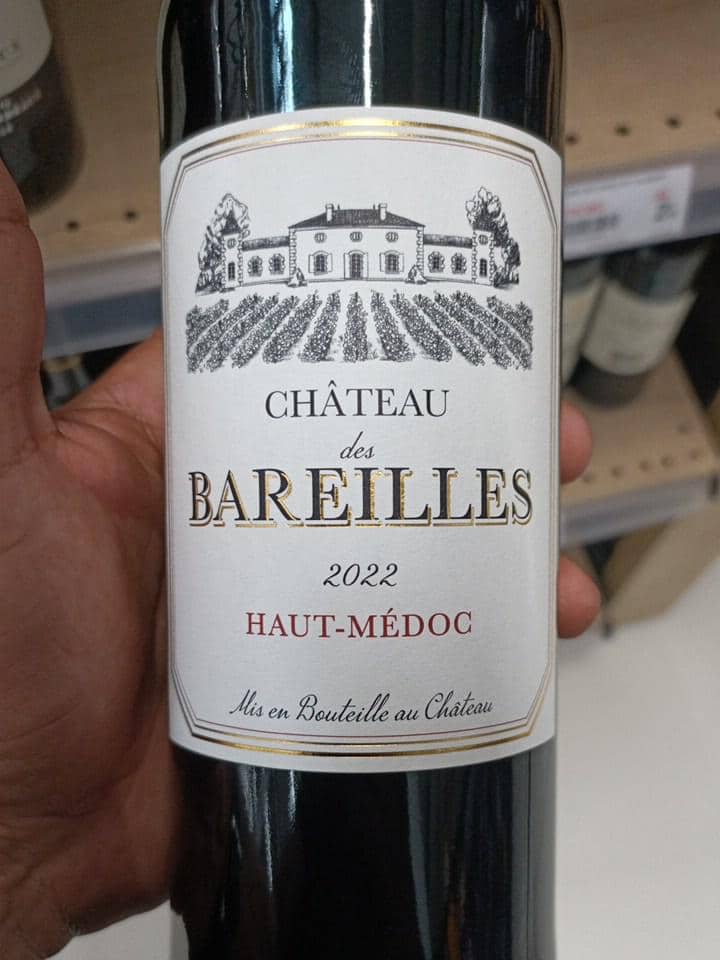 CHÂTEAU
des
BAREILLES
2022
HAUT-MÉDOC
Mis en Bouteille au Château